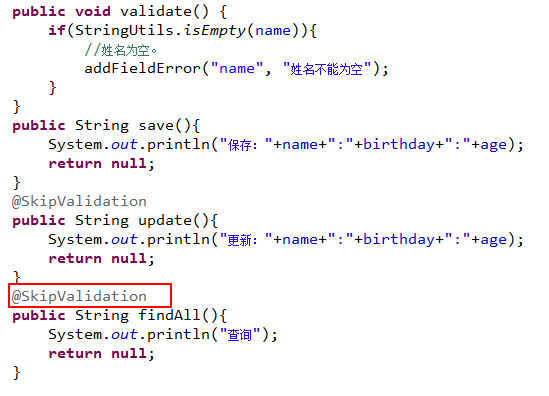 public void validate() {
    if(StringUtils.isEmpty(name)){
        //姓名为空。
        addFieldError("name", "姓名不能为空");
    }
}
public String save(){
    System.out.println("保存："+name+":"+birthday+":"+age);
    return null;
}
@SkipValidation
public String update(){
    System.out.println("更新："+name+":"+birthday+":"+age);
    return null;
}
@SkipValidation
public String findAll(){
    System.out.println("查询");
    return null;
}